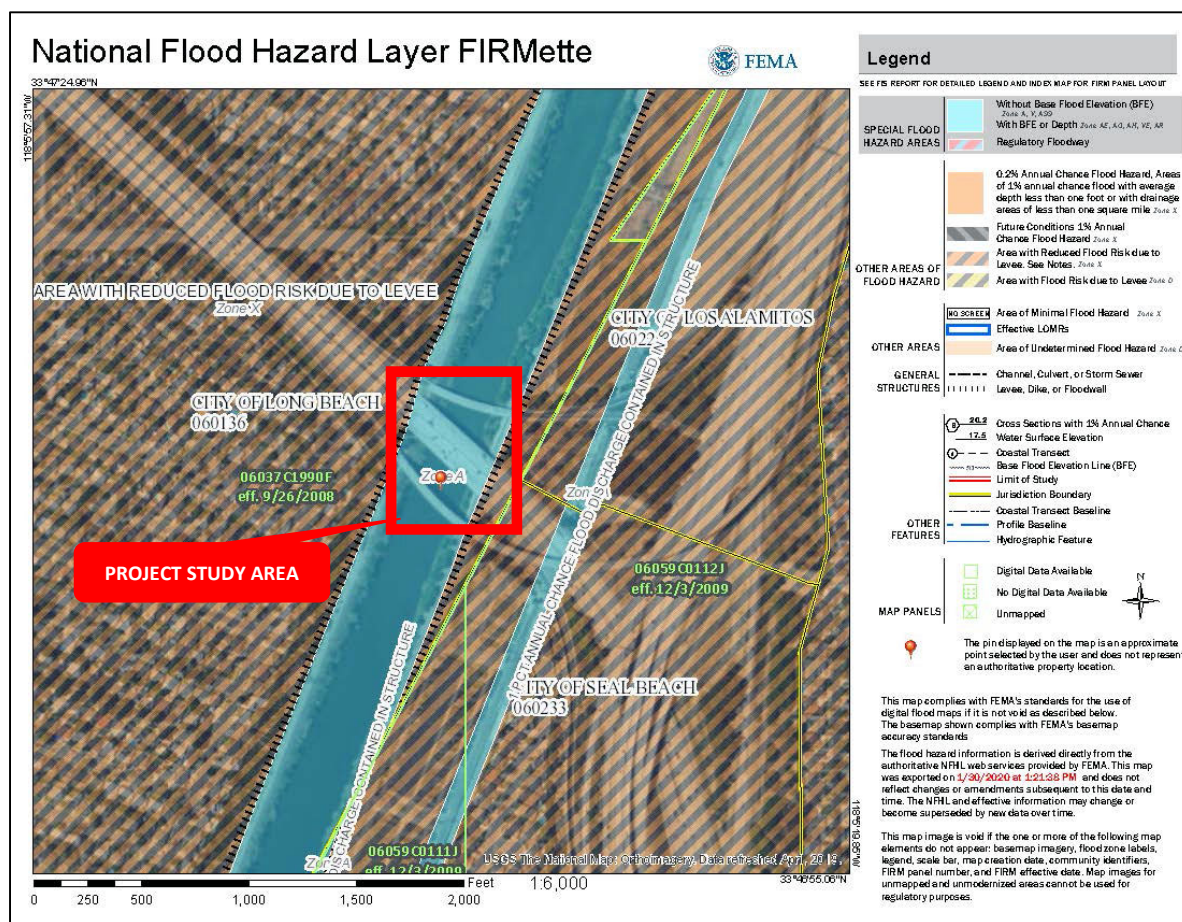 National Flood Hazard Layer FIRMette
FEMA
33°47'24.96"N
118°5'57.31"W
AREA WITH REDUCED FLOOD RISK DUE TO LEVEE
Zone X
CITY OF LOS ALAMITOS
CITY OF LONG BEACH
060136
06037C1990F
eff. 9/26/2008
Zone A
PROJECT STUDY AREA
1 PCT ANNUAL CHANCE FLOOD DISCHARGE CONTAINED IN STRUCTURE
06059C0112J
eff. 12/3/2009
CITY OF SEAL BEACH
060233
DISCHARGE CONTAINED IN STRUCTURE
Zone A
06059C0111J
eff. 12/3/2009
USGS The National Map: Orthoimagery. Data refreshed April, 2019.
118°5'19.86"W
33°46'55.06"N
0 250 500 1,000 1,500 2,000
Feet
1:6,000
Legend
SEE FIS REPORT FOR DETAILED LEGEND AND INDEX MAP FOR FIRM PANEL LAYOUT
SPECIAL FLOOD
HAZARD AREAS
Without Base Flood Elevation (BFE)
Zone A, V, A99
With BFE or Depth Zone AE, AO, AH, VE, AR
Regulatory Floodway
0.2% Annual Chance Flood Hazard, Areas
of 1% annual chance flood with average
depth less than one foot or with drainage
areas of less than one square mile Zone X
Future Conditions 1% Annual
Chance Flood Hazard Zone X
Area with Reduced Flood Risk due to
Levee. See Notes. Zone X
Area with Flood Risk due to Levee Zone D
OTHER AREAS OF
FLOOD HAZARD
NO SCREEN Area of Minimal Flood Hazard Zone X
Effective LOMRs
OTHER AREAS
Area of Undetermined Flood Hazard Zone
GENERAL
STRUCTURES
Channel, Culvert, or Storm Sewer
Levee, Dike, or Floodwall
B 20.2 Cross Sections with 1% Annual Chance
17.5 Water Surface Elevation
Coastal Transect
Base Flood Elevation Line (BFE)
Limit of Study
Jurisdiction Boundary
Coastal Transect Baseline
OTHER
FEATURES
Profile Baseline
Hydrographic Feature
Digital Data Available
No Digital Data Available
Unmapped
MAP PANELS
N
The pin displayed on the map is an approximate
point selected by the user and does not represent
an authoritative property location.
This map complies with FEMA's standards for the use of
digital flood maps if it is not void as described below.
The basemap shown complies with FEMA's basemap
accuracy standards
The flood hazard information is derived directly from the
authoritative NFHL web services provided by FEMA. This map
was exported on 1/30/2020 at 1:21:38 PM and does not
reflect changes or amendments subsequent to this date and
time. The NFHL and effective information may change or
become superseded by new data over time.
This map image is void if the one or more of the following map
elements do not appear: basemap imagery, flood zone labels,
legend, scale bar, map creation date, community identifiers,
FIRM panel number, and FIRM effective date. Map images for
unmapped and unmodernized areas cannot be used for
regulatory purposes.